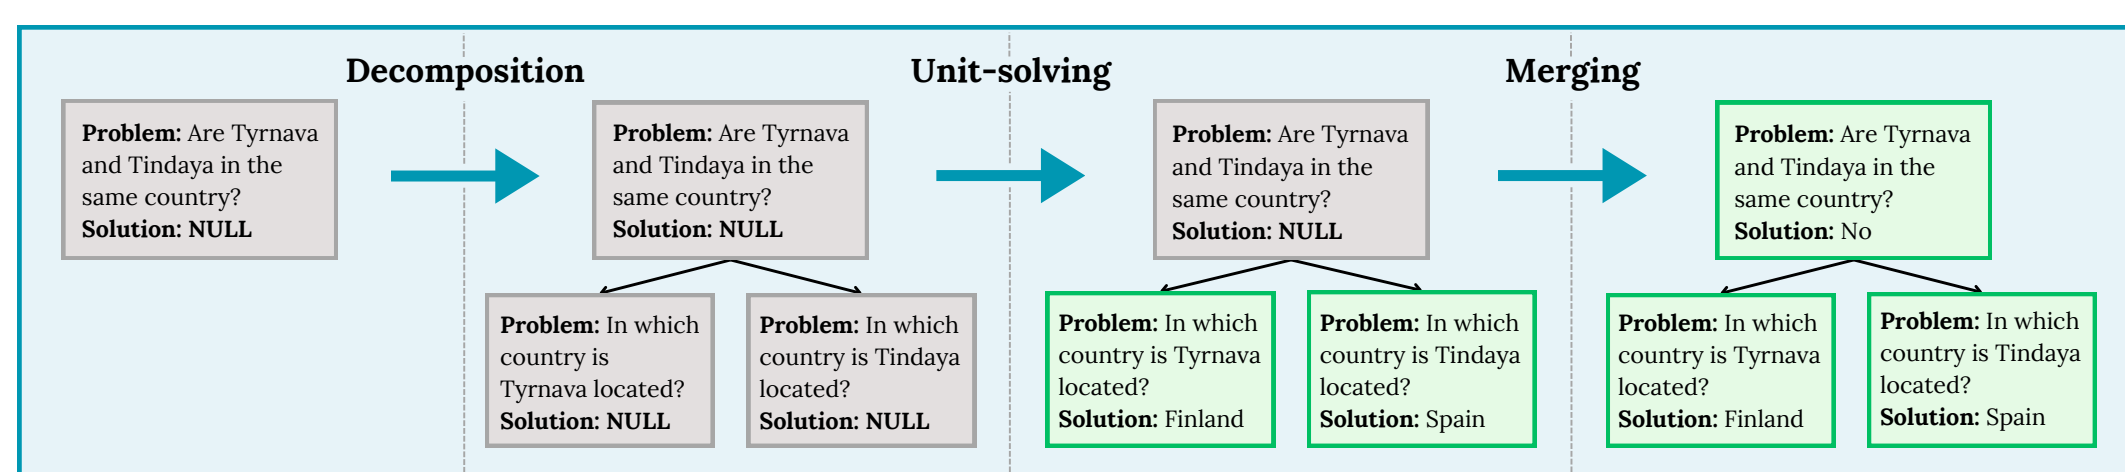 Decomposition
Unit-solving
Merging
Problem: Are Tyrnava
and Tindaya in the
same country?
Solution: NULL
Problem: Are Tyrnava
and Tindaya in the
same country?
Solution: NULL
Problem: In which
country is
Tyrnava located?
Solution: NULL
Problem: In which
country is Tindaya
located?
Solution: NULL
Problem: Are Tyrnava
and Tindaya in the
same country?
Solution: NULL
Problem: In which
country is Tyrnava
located?
Solution: Finland
Problem: In which
country is Tindaya
located?
Solution: Spain
Problem: Are Tyrnava
and Tindaya in the
same country?
Solution: No
Problem: In which
country is Tyrnava
located?
Solution: Finland
Problem: In which
country is Tindaya
located?
Solution: Spain